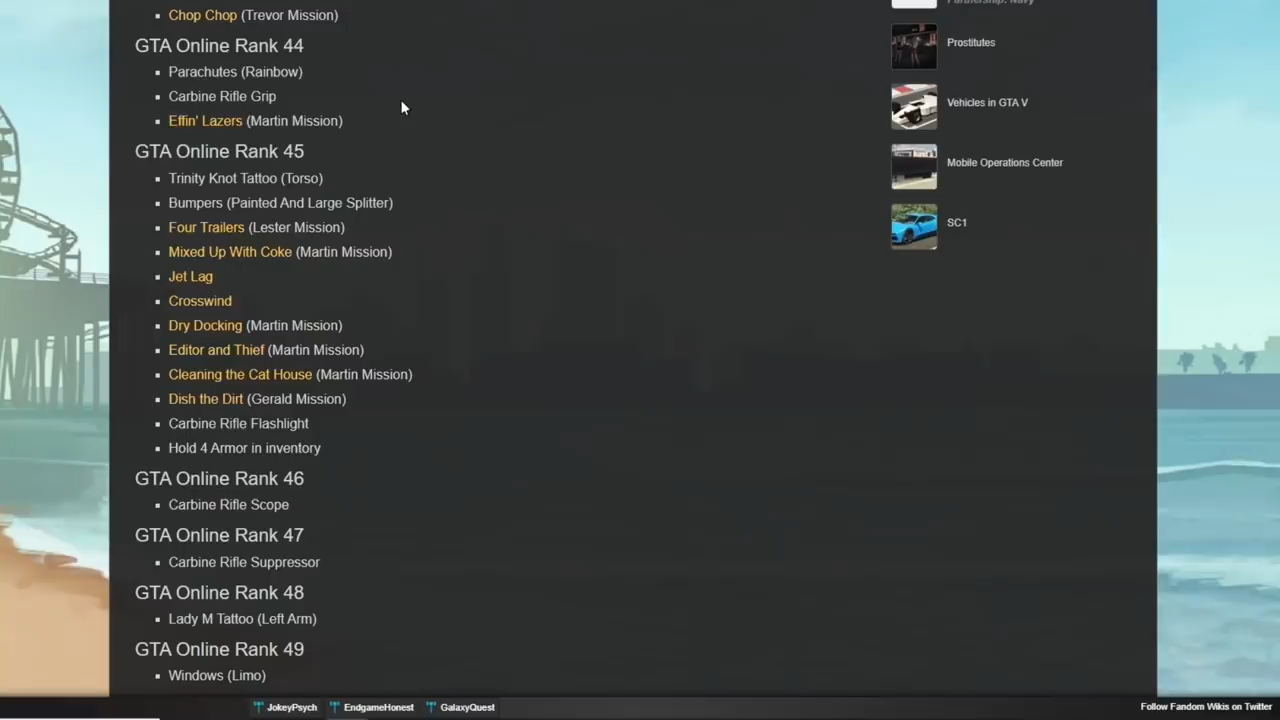 Chop Chop (Trevor Mission)
GTA Online Rank 44
Parachutes (Rainbow)
Carbine Rifle Grip
Effin' Lazers (Martin Mission)
GTA Online Rank 45
Trinity Knot Tattoo (Torso)
Bumpers (Painted And Large Splitter)
Four Trailers (Lester Mission)
Mixed Up With Coke (Martin Mission)
Jet Lag
Crosswind
Dry Docking (Martin Mission)
Editor and Thief (Martin Mission)
Cleaning the Cat House (Martin Mission)
Dish the Dirt (Gerald Mission)
Carbine Rifle Flashlight
Hold 4 Armor in inventory
GTA Online Rank 46
Carbine Rifle Scope
GTA Online Rank 47
Carbine Rifle Suppressor
GTA Online Rank 48
Lady M Tattoo (Left Arm)
GTA Online Rank 49
Windows (Limo)
Partnership: Navy
Prostitutes
Vehicles in GTA V
Mobile Operations Center
SC1
JokeyPsych EndgameHonest GalaxyQuest
Follow Fandom Wikis on Twitter